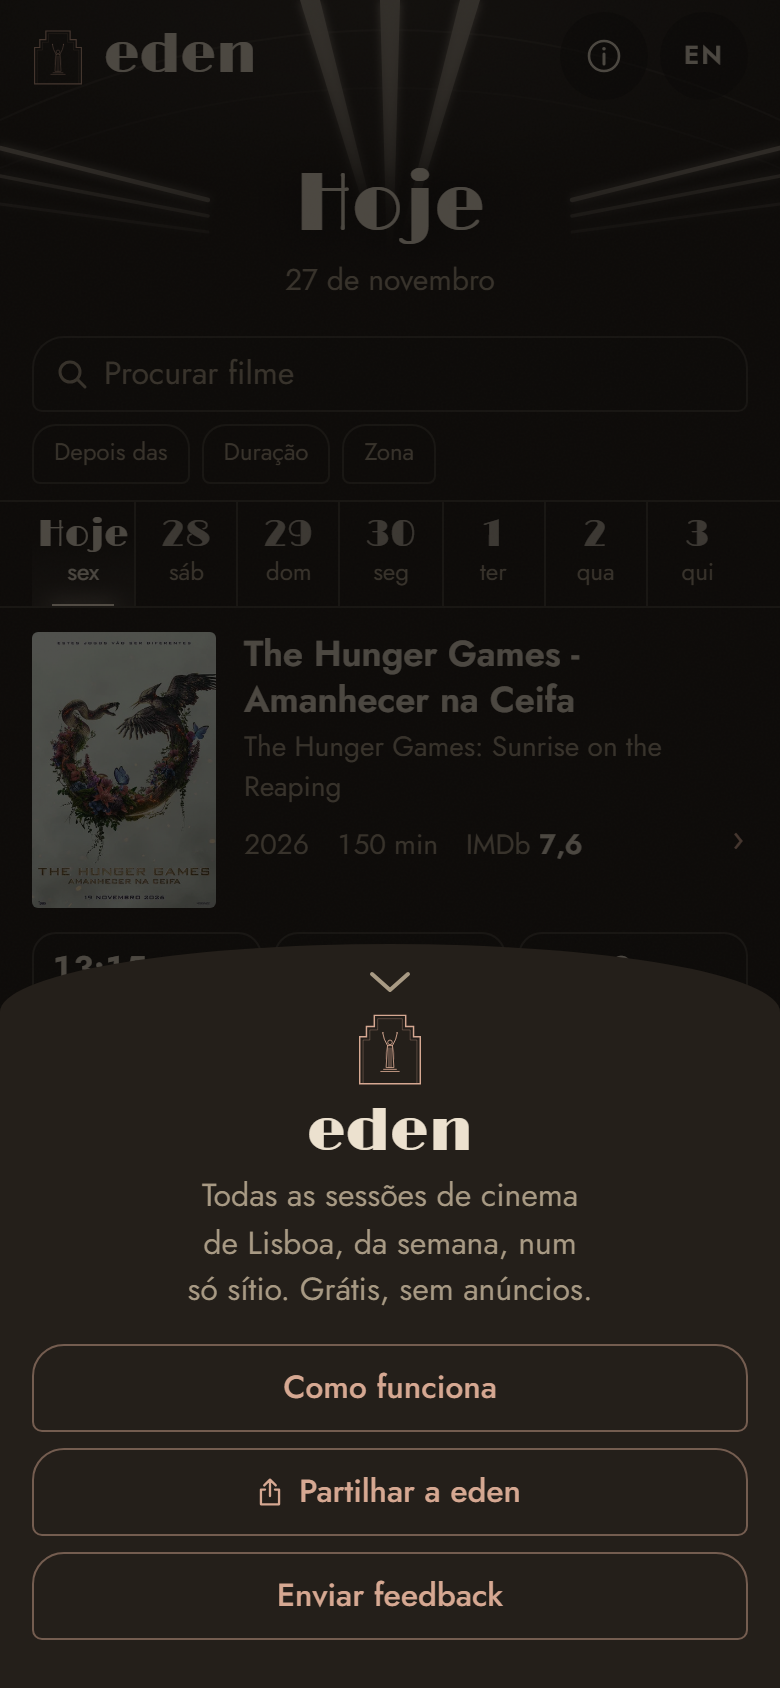 eden
EN
Hoje
27 de novembro
Procurar filme
Depois das
Duração
Zona
Hoje
sex
28
sáb
29
dom
30
seg
1
ter
2
qua
3
qui
The Hunger Games -
Amanhecer na Ceifa
The Hunger Games: Sunrise on the
Reaping
2026 150 min IMDb 7,6
THE HUNGER GAMES
AMANHECER NA CEIFA
19 NOVEMBRO 2026
eden
Todas as sessões de cinema
de Lisboa, da semana, num
só sítio. Grátis, sem anúncios.
Como funciona
Partilhar a eden
Enviar feedback